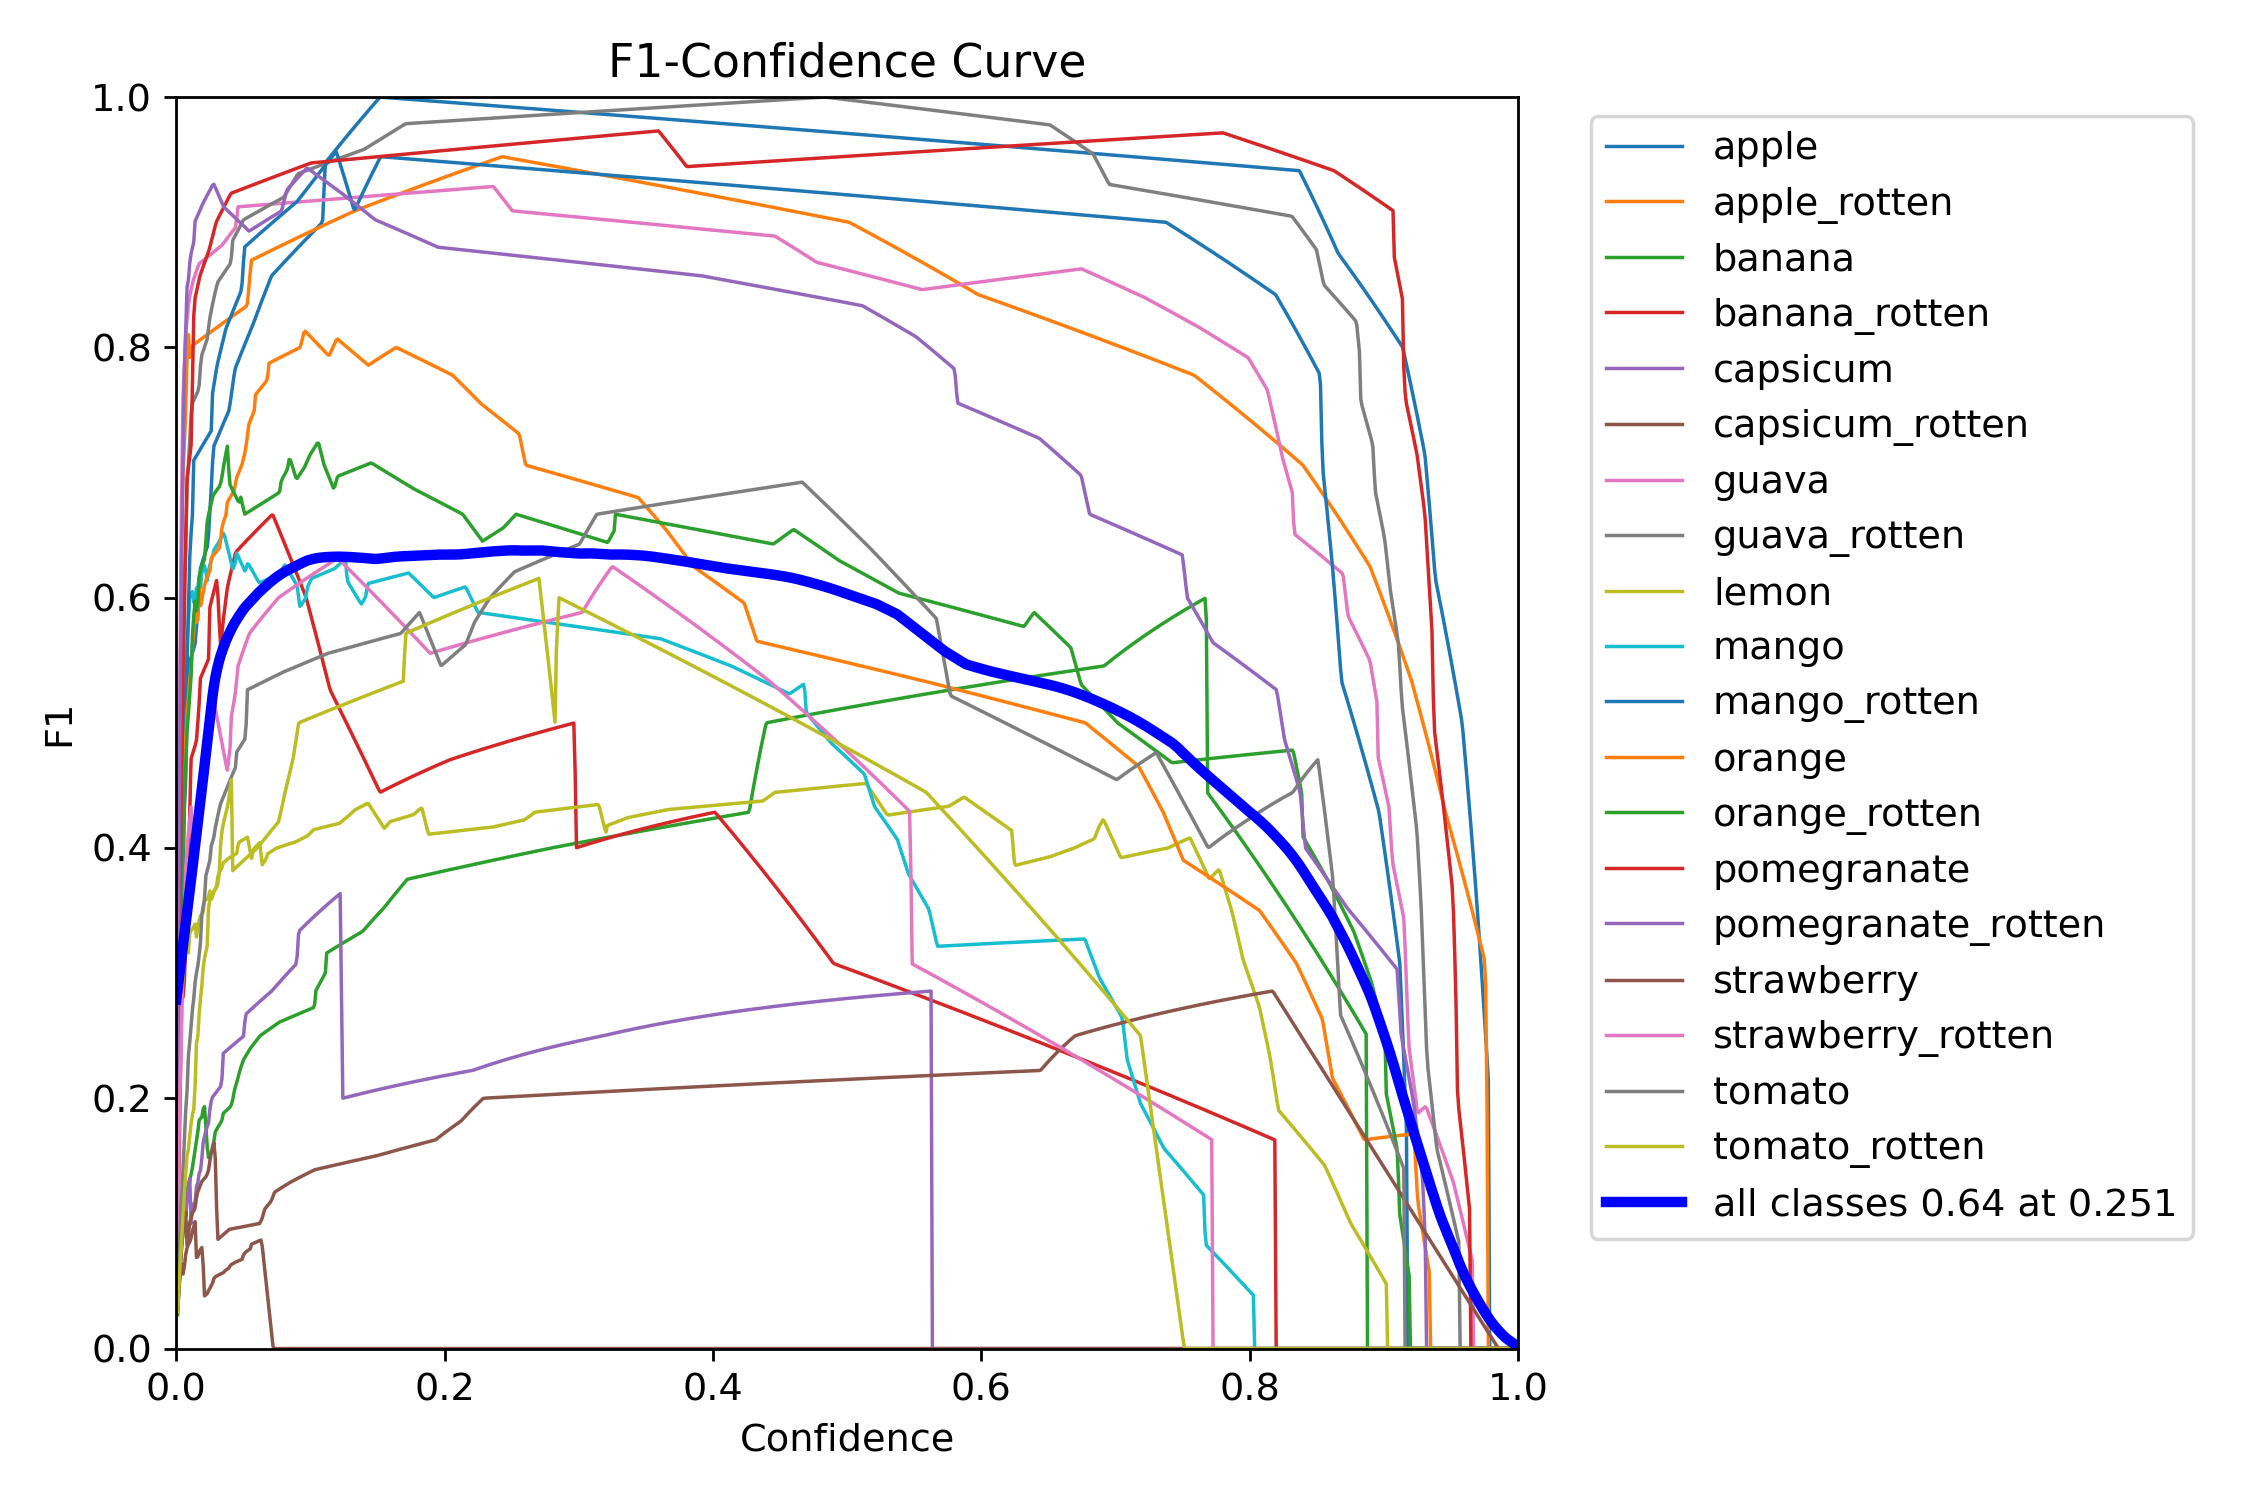 F1-Confidence Curve
1.0
0.8
0.6
0.4
0.2
0.0
F1
0.0 0.2 0.4 0.6 0.8 1.0
Confidence
apple
apple_rotten
banana
banana_rotten
capsicum
capsicum_rotten
guava
guava_rotten
lemon
mango
mango_rotten
orange
orange_rotten
pomegranate
pomegranate_rotten
strawberry
strawberry_rotten
tomato
tomato_rotten
all classes 0.64 at 0.251